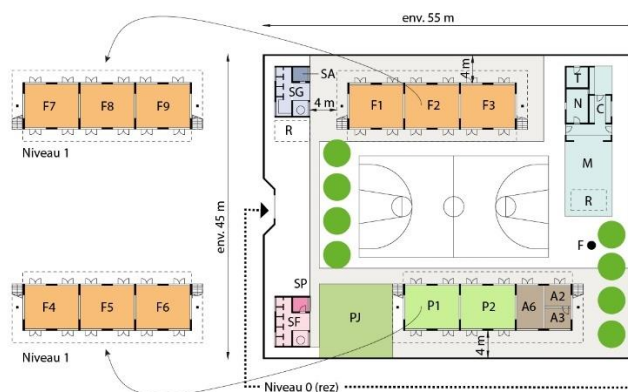 env. 55 m
F7 F8 F9
Niveau 1
env. 45 m
SA
SG
4 m
R
F1 F2 F3
4 m
T
N
C
M
R
F
SP
SF
PJ
P1 P2 A6 A2
A3
4 m
F4 F5 F6
Niveau 1
Niveau 0 (rez)